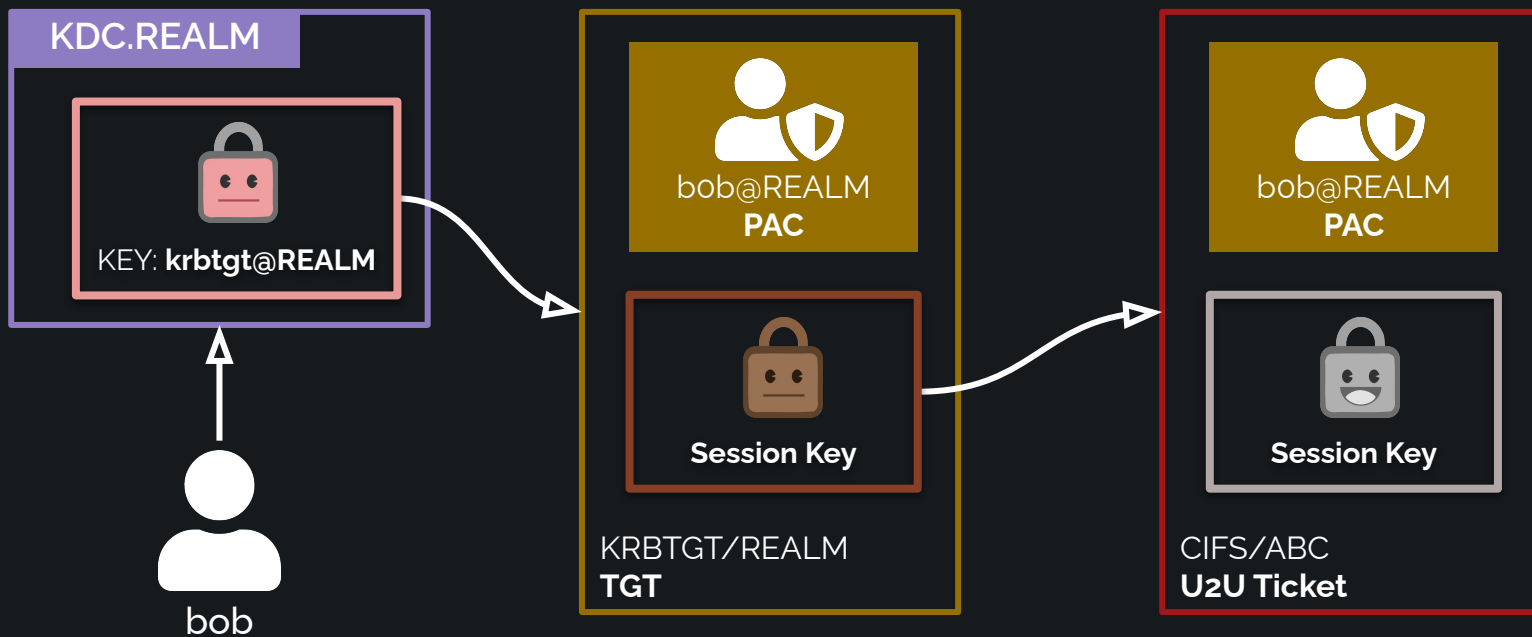 KDC.REALM
KEY: krbtgt@REALM
bob
bob@REALM
PAC
Session Key
KRBTGT/REALM
TGT
bob@REALM
PAC
Session Key
CIFS/ABC
U2U Ticket